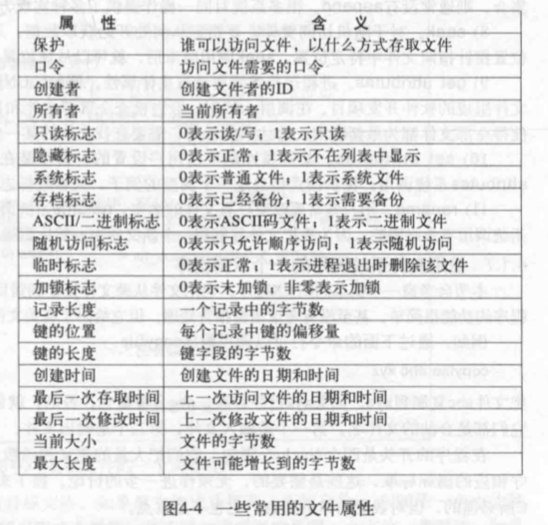 属 性 含 义
保护 谁可以访问文件，以什么方式存取文件
口令 访问文件需要的口令
创建者 创建文件者的ID
所有者 当前所有者
只读标志 0表示读/写；1表示只读
隐藏标志 0表示正常；1表示不在列表中显示
系统标志 0表示普通文件；1表示系统文件
存档标志 0表示已经备份；1表示需要备份
ASCII/二进制标志 0表示ASCII码文件；1表示二进制文件
随机访问标志 0表示只允许顺序访问；1表示随机访问
临时标志 0表示正常；1表示进程退出时删除该文件
加锁标志 0表示未加锁；非零表示加锁
记录长度 一个记录中的字节数
键的位置 每个记录中键的偏移量
键的长度 键字段的字节数
创建时间 创建文件的日期和时间
最后一次存取时间 上一次访问文件的日期和时间
最后一次修改时间 上一次修改文件的日期和时间
当前大小 文件的字节数
最大长度 文件可能增长到的字节数
图4-4 一些常用的文件属性